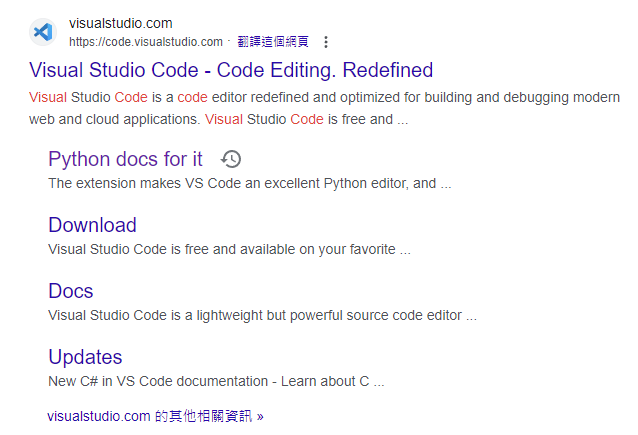 visualstudio.com
https://code.visualstudio.com · 翻譯這個網頁
Visual Studio Code - Code Editing. Redefined
Visual Studio Code is a code editor redefined and optimized for building and debugging modern
web and cloud applications. Visual Studio Code is free and ...
Python docs for it
The extension makes VS Code an excellent Python editor, and ...
Download
Visual Studio Code is free and available on your favorite ...
Docs
Visual Studio Code is a lightweight but powerful source code editor ...
Updates
New C# in VS Code documentation - Learn about C ...
visualstudio.com 的其他相關資訊 »